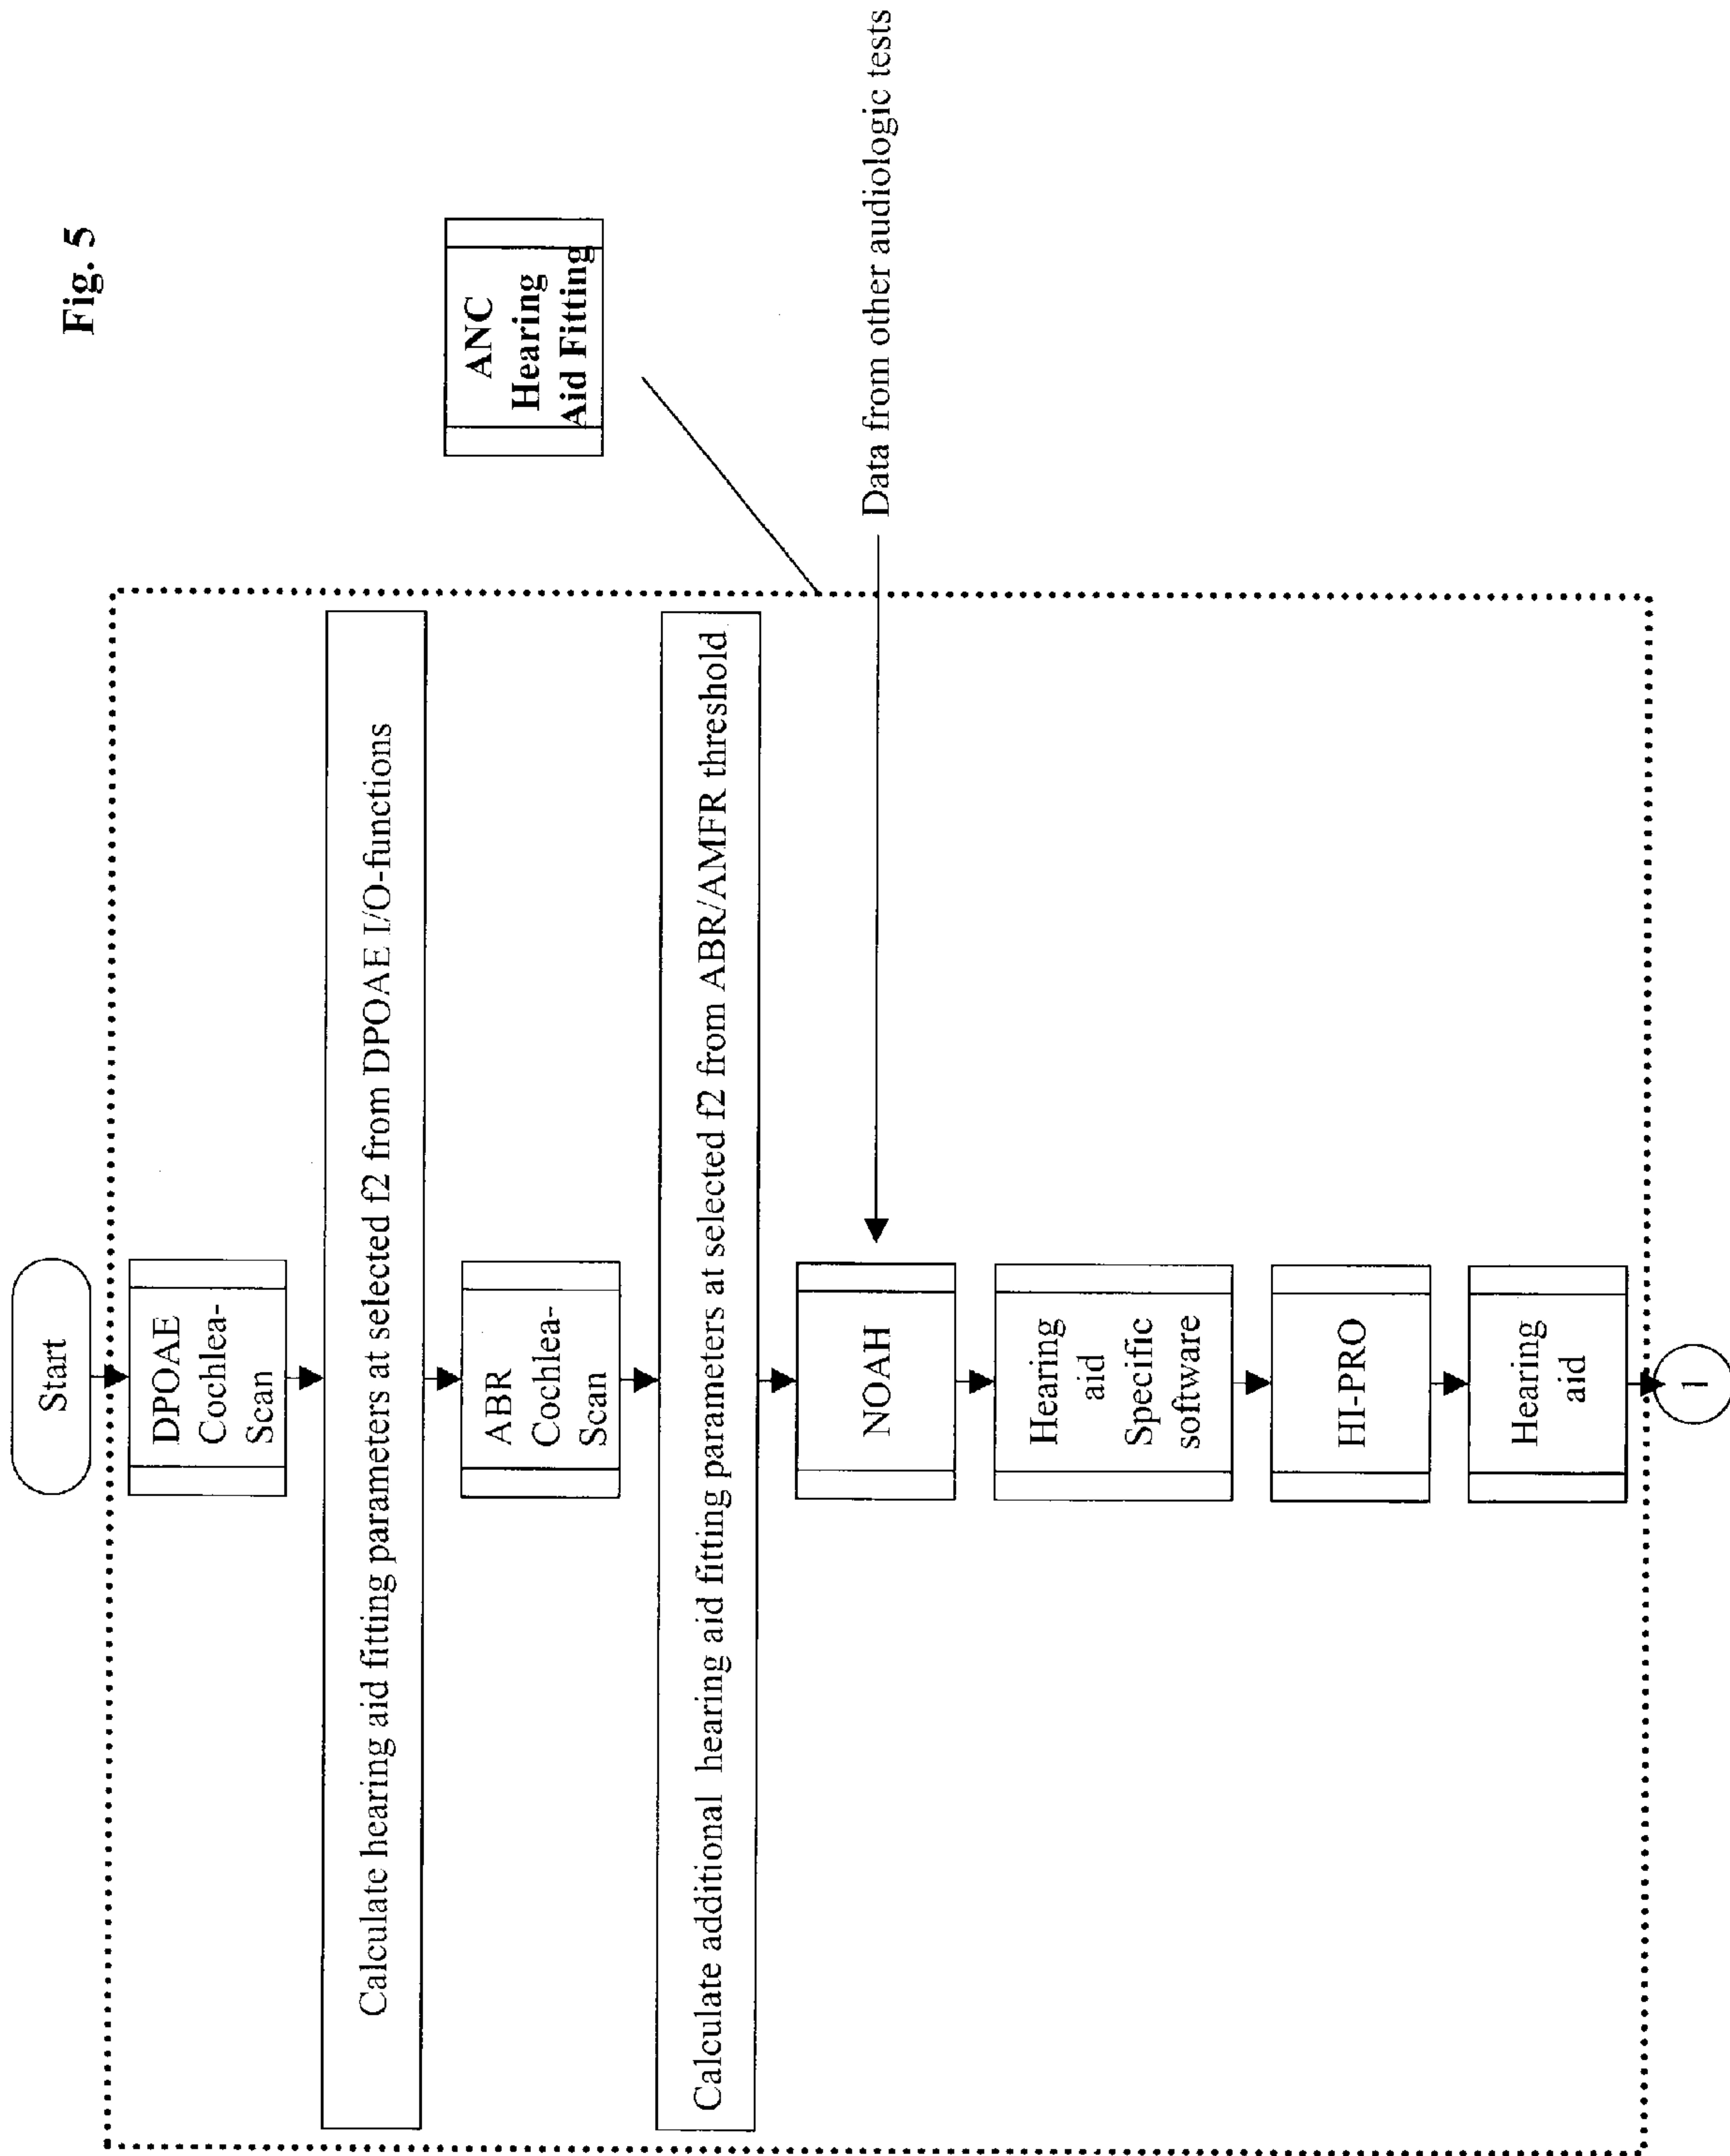 Fig. 5
Start
DPOAE
Cochlea-
Scan
Calculate hearing aid fitting parameters at selected f2 from DPOAE I/O-functions
ANC
Hearing
Aid Fitting
ABR
Cochlea-
Scan
Calculate additional hearing aid fitting parameters at selected f2 from ABR/AMFR threshold
NOAH
Data from other audiologic tests
Hearing
aid
Specific
software
HI-PRO
Hearing
aid
1